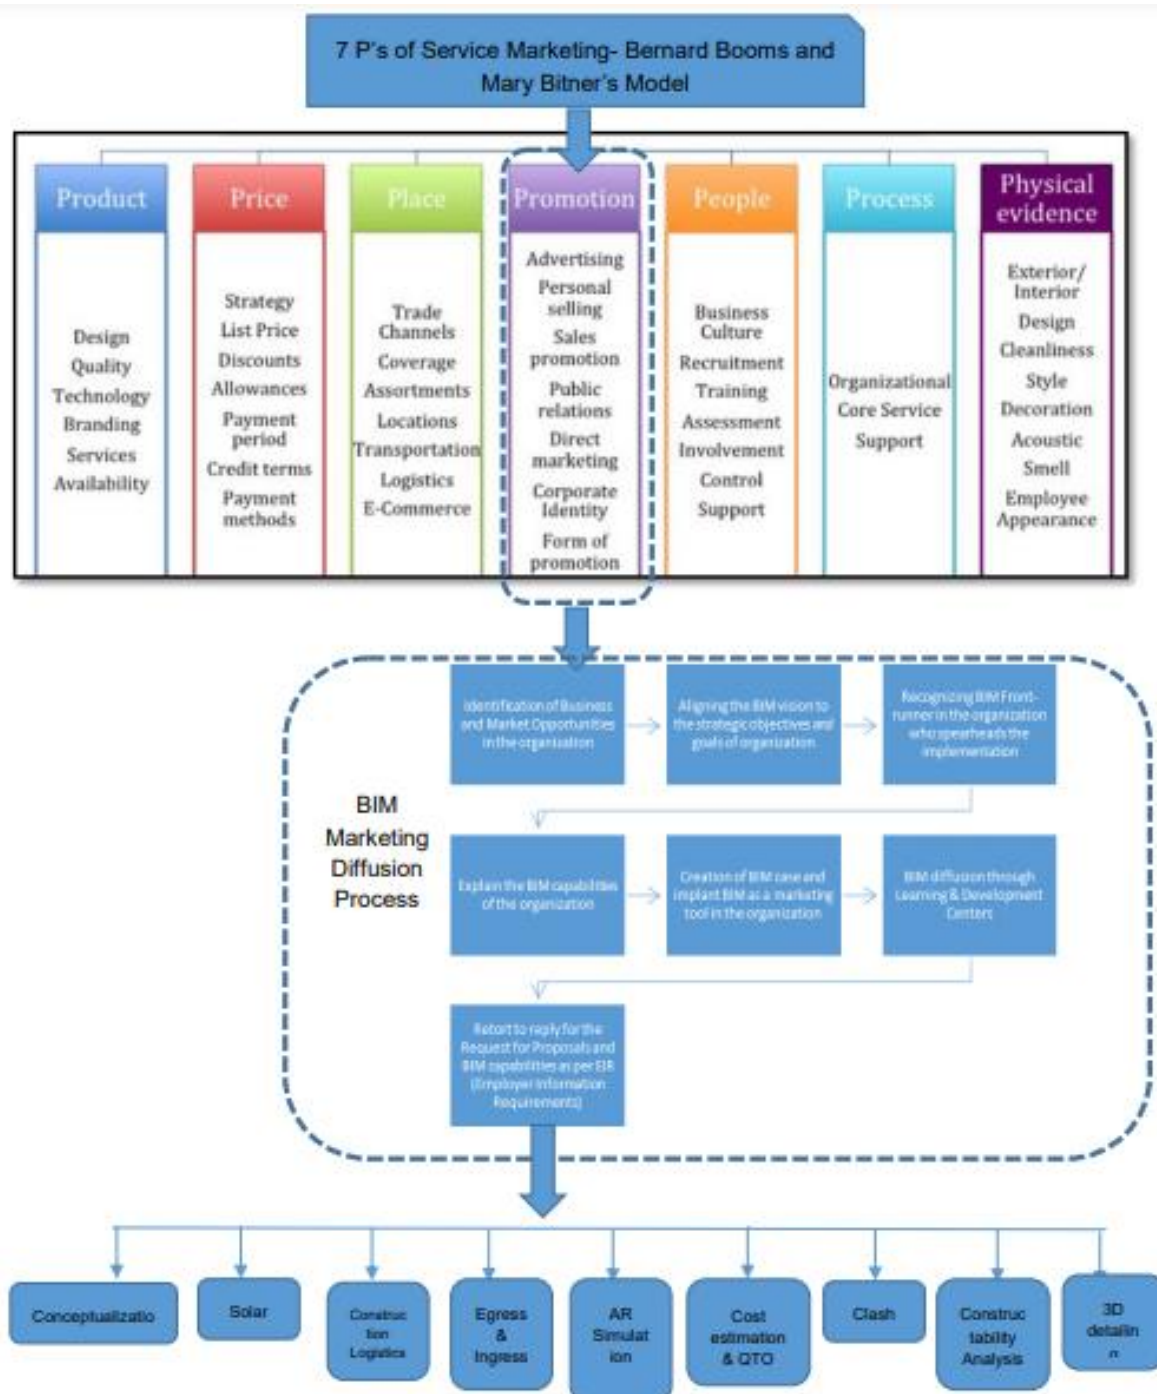 7 P's of Service Marketing- Bernard Booms and
Mary Bitner's Model
Product
Price
Place
Promotion
People
Process
Physical
evidence
Design
Quality
Technology
Branding
Services
Availability
Strategy
List Price
Discounts
Allowances
Payment
period
Credit terms
Payment
methods
Trade
Channels
Coverage
Assortments
Locations
Transportation
Logistics
E-Commerce
Advertising
Personal
selling
Sales
promotion
Public
relations
Direct
marketing
Corporate
Identity
Form of
promotion
Business
Culture
Recruitment
Training
Assessment
Involvement
Control
Support
Organizational
Core Service
Support
Exterior/
Interior
Design
Cleanliness
Style
Decoration
Acoustic
Smell
Employee
Appearance
BIM
Marketing
Diffusion
Process
Identification of Business
and Market Opportunities
in the organization
Aligning the BIM vision to
the strategic objectives and
goals of organization
Recognizing BIM Front-
runner in the organization
who spearheads the
implementation
Explain the BIM capabilities
of the organization
Creation of BIM case and
implant BIM as a marketing
tool in the organization
BIM diffusion through
Learning & Development
Centers
Retort to reply for the
Request for Proposals and
BIM capabilities as per EIR
(Employer Information
Requirements)
Conceptualizatio
Solar
Construc
tion
Logistics
Egress
&
Ingress
AR
Simulat
ion
Cost
estimation
& QTO
Clash
Construc
tability
Analysis
3D
detailin